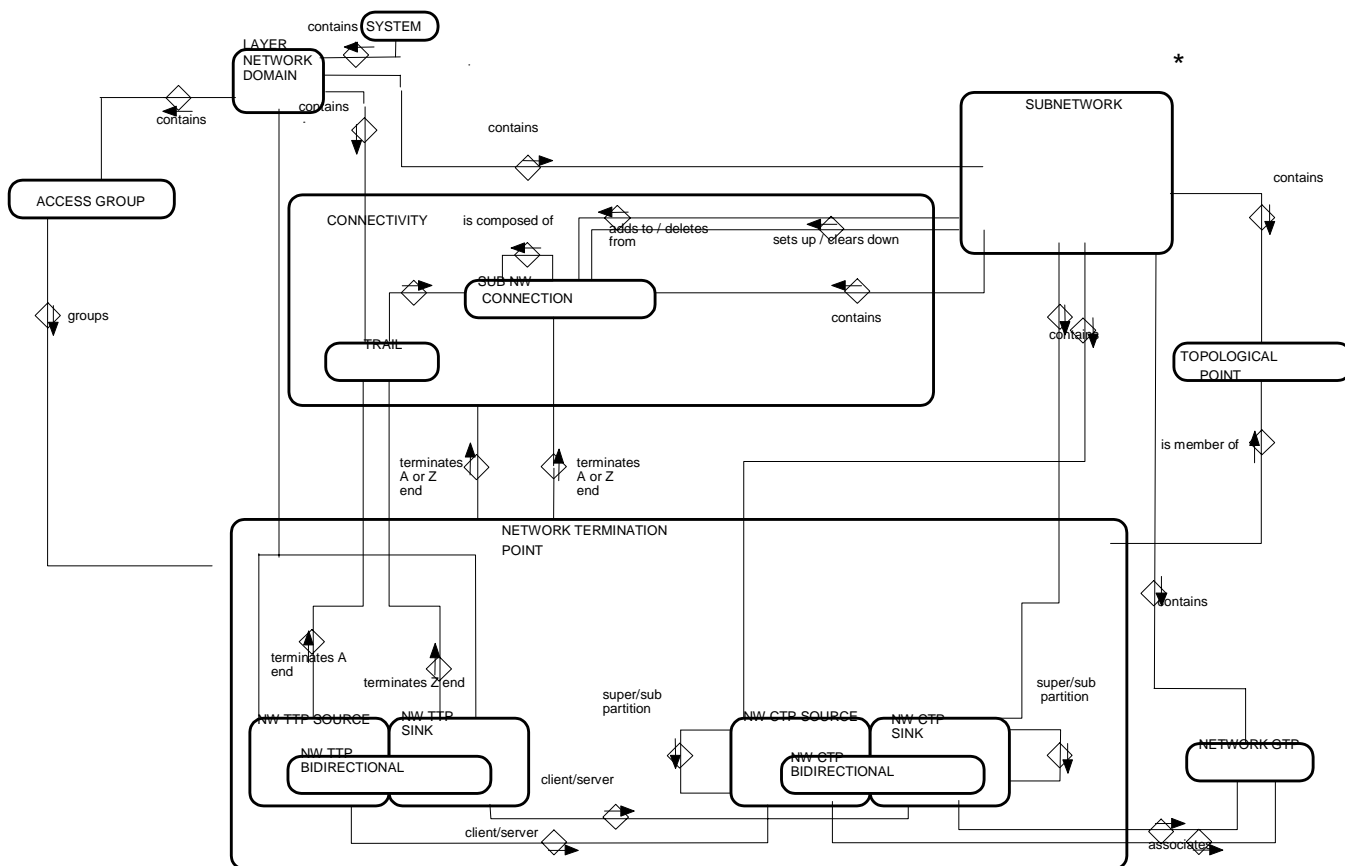 contains
SYSTEM
LAYER
NETWORK
DOMAIN
*
contains
contains
SUBNETWORK
contains
contains
ACCESS GROUP
CONNECTIVITY
is composed of
adds to / deletes
from
sets up / clears down
SUB NW
CONNECTION
contains
groups
contains
TRAIL
TOPOLOGICAL
POINT
terminates
A or Z
end
terminates
A or Z
end
is member of
NETWORK TERMINATION
POINT
contains
terminates A
end
terminates Z end
super/sub
partition
super/sub
partition
NW TTP SOURCE
NW TTP
SINK
NW TTP
BIDIRECTIONAL
NW CTP SOURCE
NW CTP
SINK
NW CTP
BIDIRECTIONAL
NETWORK GTP
client/server
client/server
associates